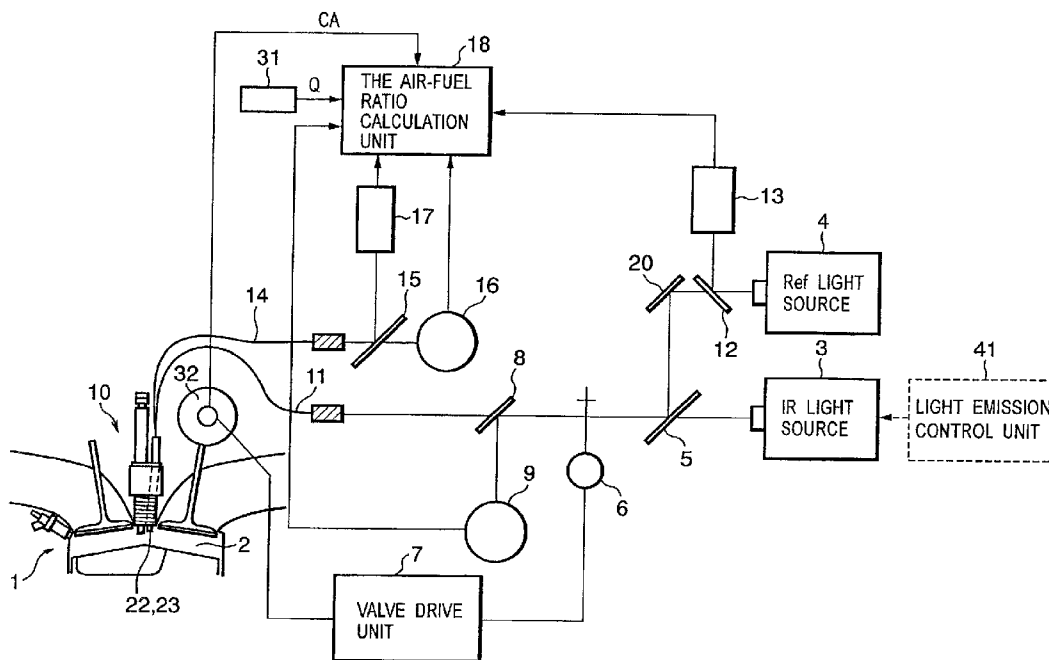 CA
18
31
Q
THE AIR-FUEL
RATIO
CALCULATION
UNIT
13
17
4
20
Ref LIGHT
SOURCE
15
16
12
14
3
41
8
32
11
10
IR LIGHT
SOURCE
LIGHT EMISSION
CONTROL UNIT
5
9
6
2
7
1
22,23
VALVE DRIVE
UNIT